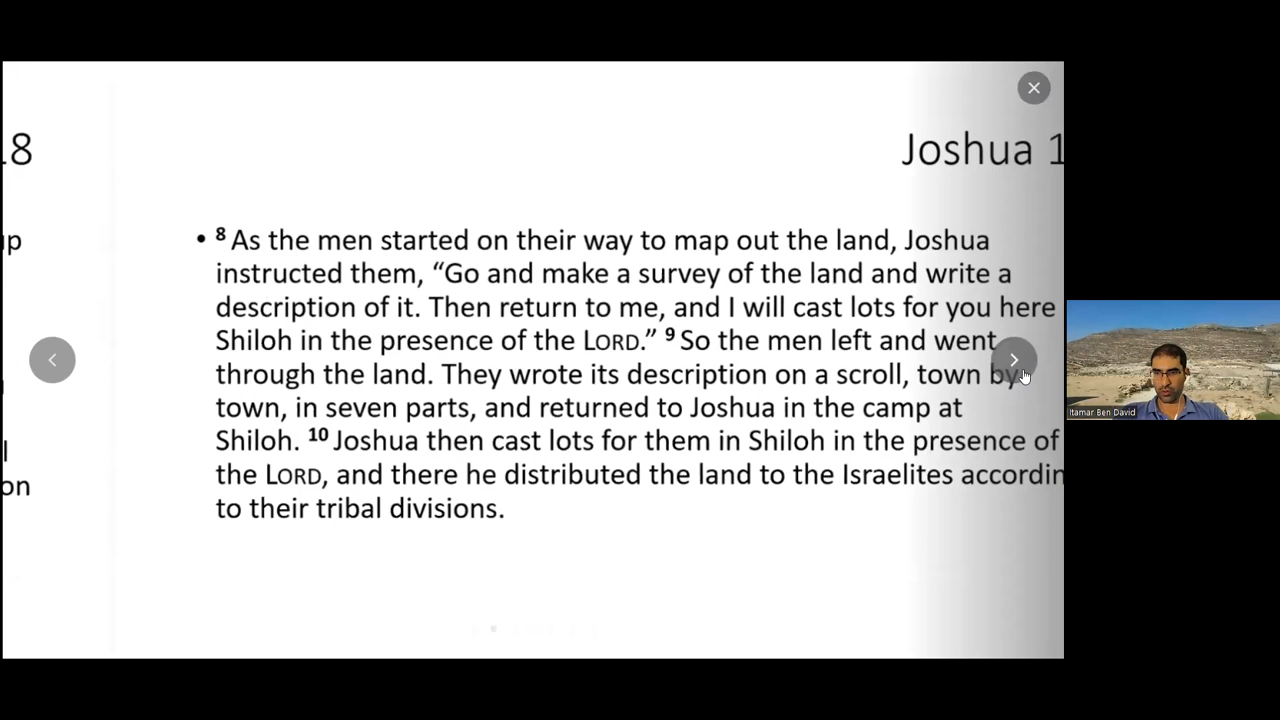 8
Joshua 1
• 8 As the men started on their way to map out the land, Joshua
instructed them, “Go and make a survey of the land and write a
description of it. Then return to me, and I will cast lots for you here
Shiloh in the presence of the LORD.” 9 So the men left and went
through the land. They wrote its description on a scroll, town by
town, in seven parts, and returned to Joshua in the camp at
Shiloh. 10 Joshua then cast lots for them in Shiloh in the presence of
the LORD, and there he distributed the land to the Israelites accordin
to their tribal divisions.
on
Itamar Ben David